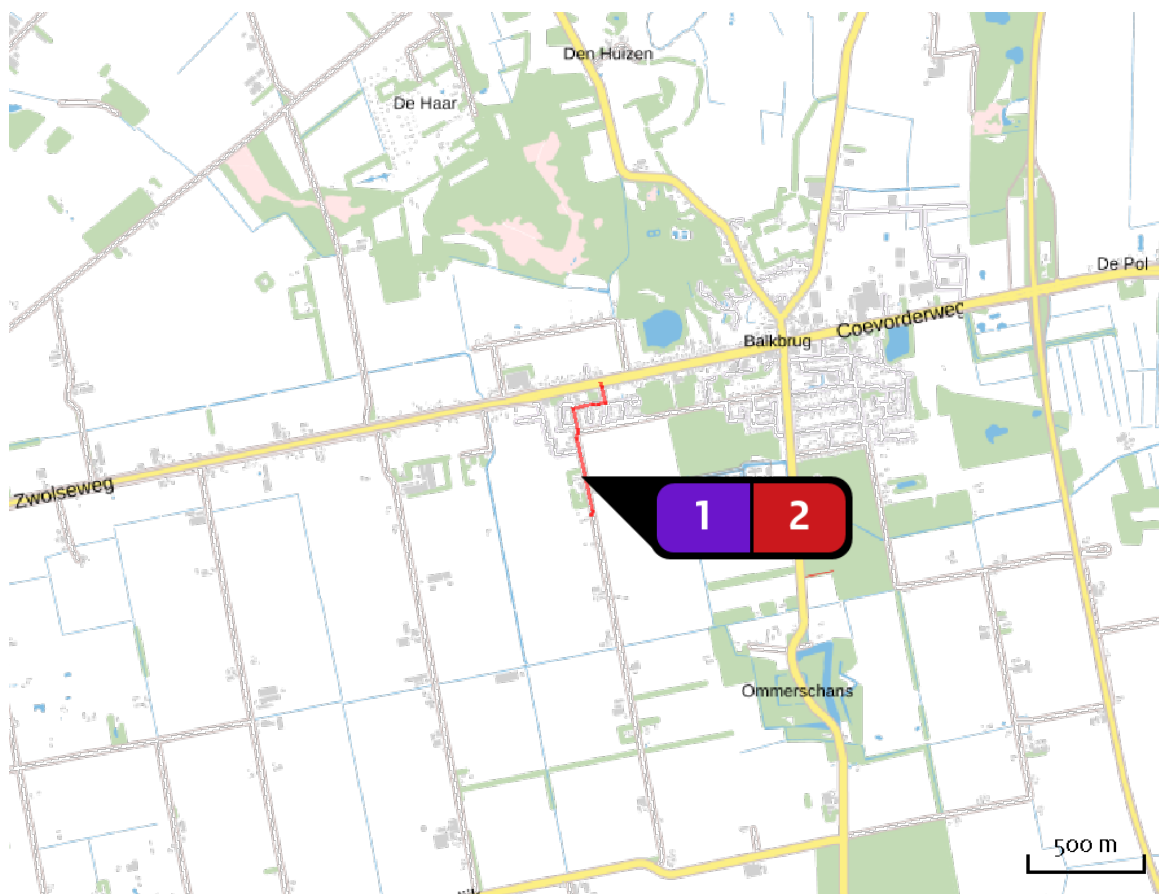 Den Huizen
De Haar
De Pol
Coevorderweg
Balkbrug
Zwolseweg
1 2
Ommerschans
500 m